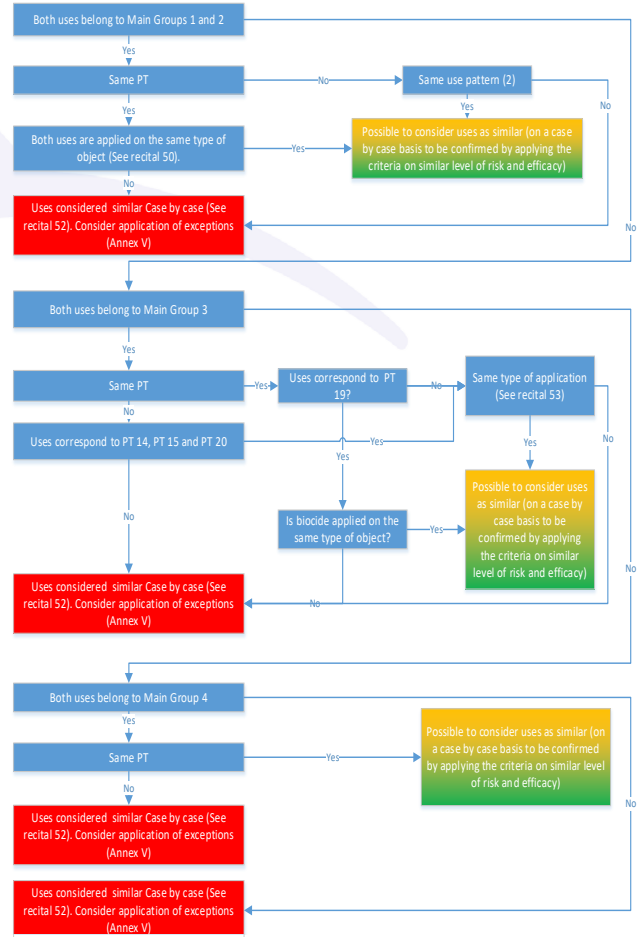 Both uses belong to Main Groups 1 and 2
Yes
No
Same PT
No
Same use pattern (2)
Yes
Yes
No
Both uses are applied on the same type of
object (See recital 50).
Yes
Possible to consider uses as similar (on a case
by case basis to be confirmed by applying the
criteria on similar level of risk and efficacy)
No
Uses considered  similar Case by case (See
recital 52). Consider application of exceptions
(Annex V)
Both uses belong to Main Group 3
Yes
No
Same PT
Yes
Uses correspond to PT
19?
No
Same type of application
(See recital 53)
No
Uses correspond to PT 14, PT 15 and PT 20
Yes
Yes
Yes
No
No
Is biocide applied on the
same type of object?
Yes
Possible to consider uses
as similar (on a case by
case basis to be
confirmed by applying
the criteria on similar
level of risk and efficacy)
No
Uses considered  similar Case by case (See
recital 52). Consider application of exceptions
(Annex V)
Both uses belong to Main Group 4
Yes
No
Same PT
Yes
Possible to consider uses as similar (on
a case by case basis to be confirmed
by applying the criteria on similar level
of risk and efficacy)
No
Uses considered  similar Case by case (See
recital 52). Consider application of exceptions
(Annex V)
Uses considered  similar Case by case (See
recital 52). Consider application of exceptions
(Annex V)